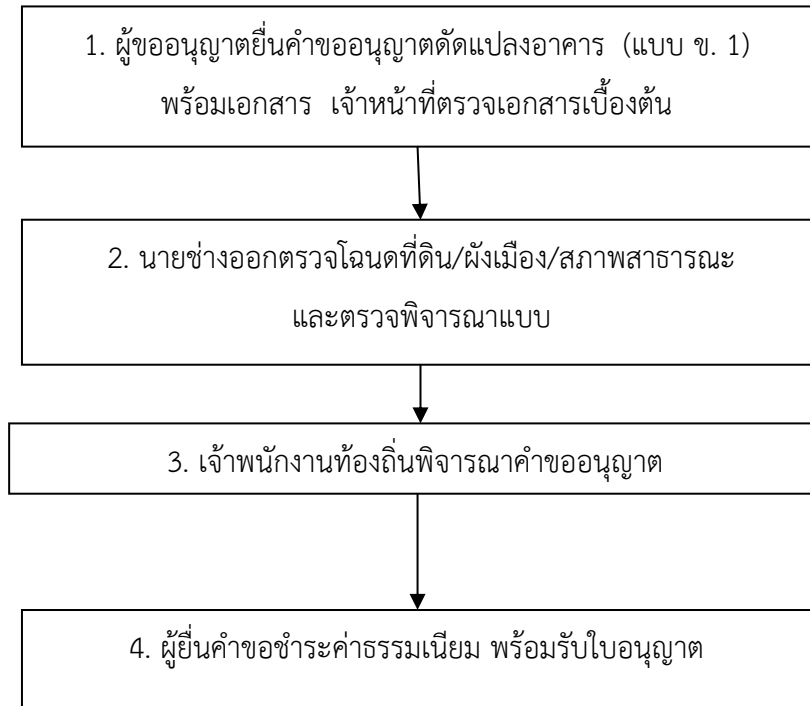 1. ผู้ขออนุญาตยื่นคำขออนุญาตดัดแปลงอาคาร (แบบ ข. 1)
พร้อมเอกสาร เจ้าหน้าที่ตรวจเอกสารเบื้องต้น
2. นายช่างออกตรวจโฉนดที่ดิน/ผังเมือง/สภาพสาธารณะ
และตรวจพิจารณาแบบ
3. เจ้าพนักงานท้องถิ่นพิจารณาคำขออนุญาต
4. ผู้ยื่นคำขอชำระค่าธรรมเนียม พร้อมรับใบอนุญาต